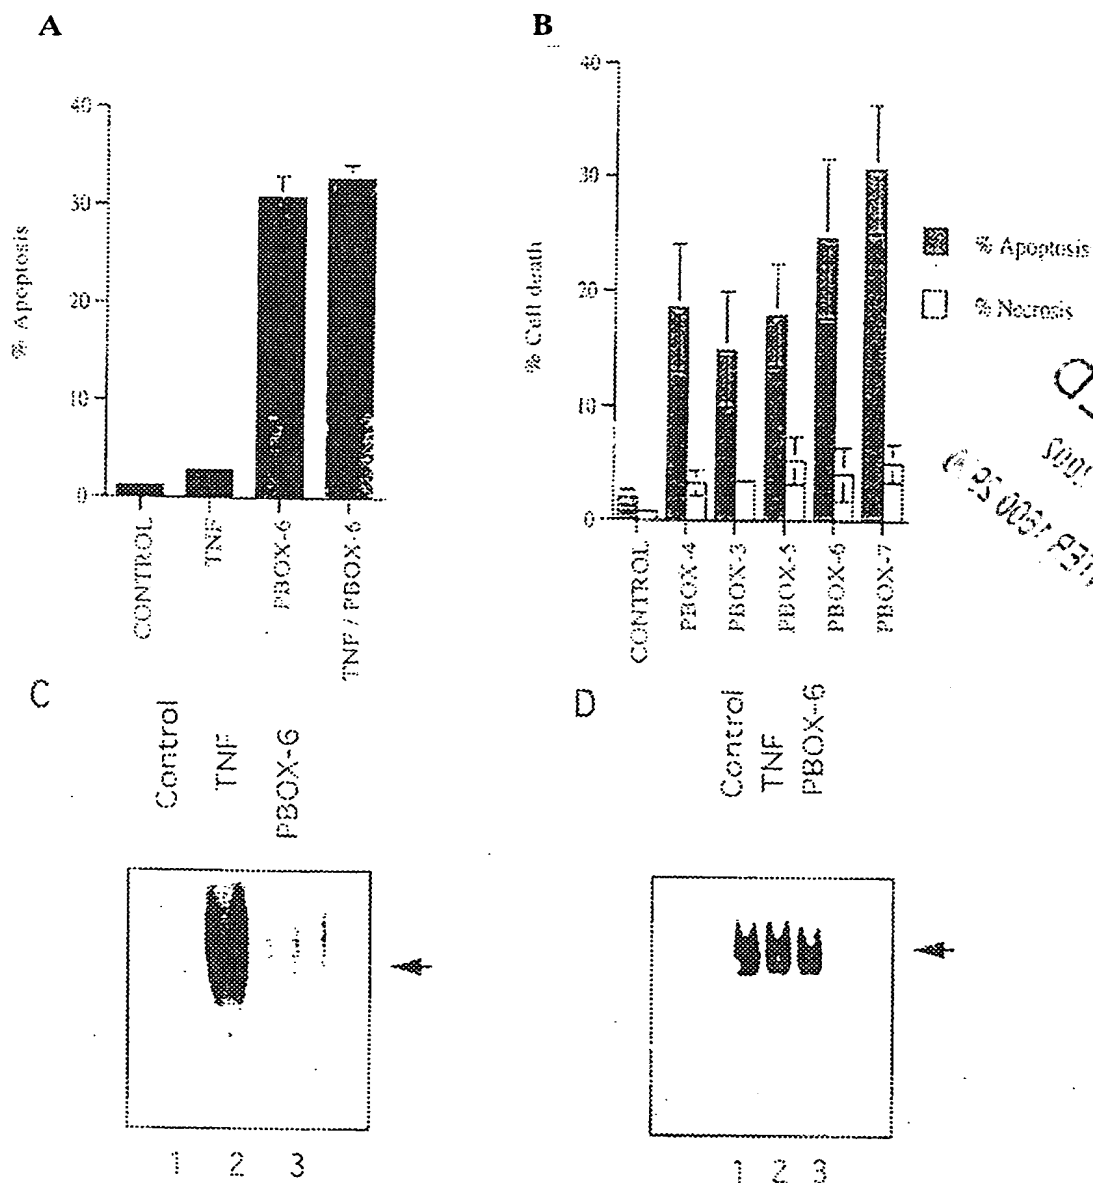 A
40
30
20
10
0
% Apoptosis
CONTROL
TNF
PBOX-6
TNF / PBOX-6
B
40
30
20
10
0
% Cell death
% Apoptosis
% Necrosis
CONTROL
PBOX-4
PBOX-3
PBOX-5
PBOX-6
PBOX-7
C
Control
TNF
PBOX-6
1 2 3
D
Control
TNF
PBOX-6
1 2 3